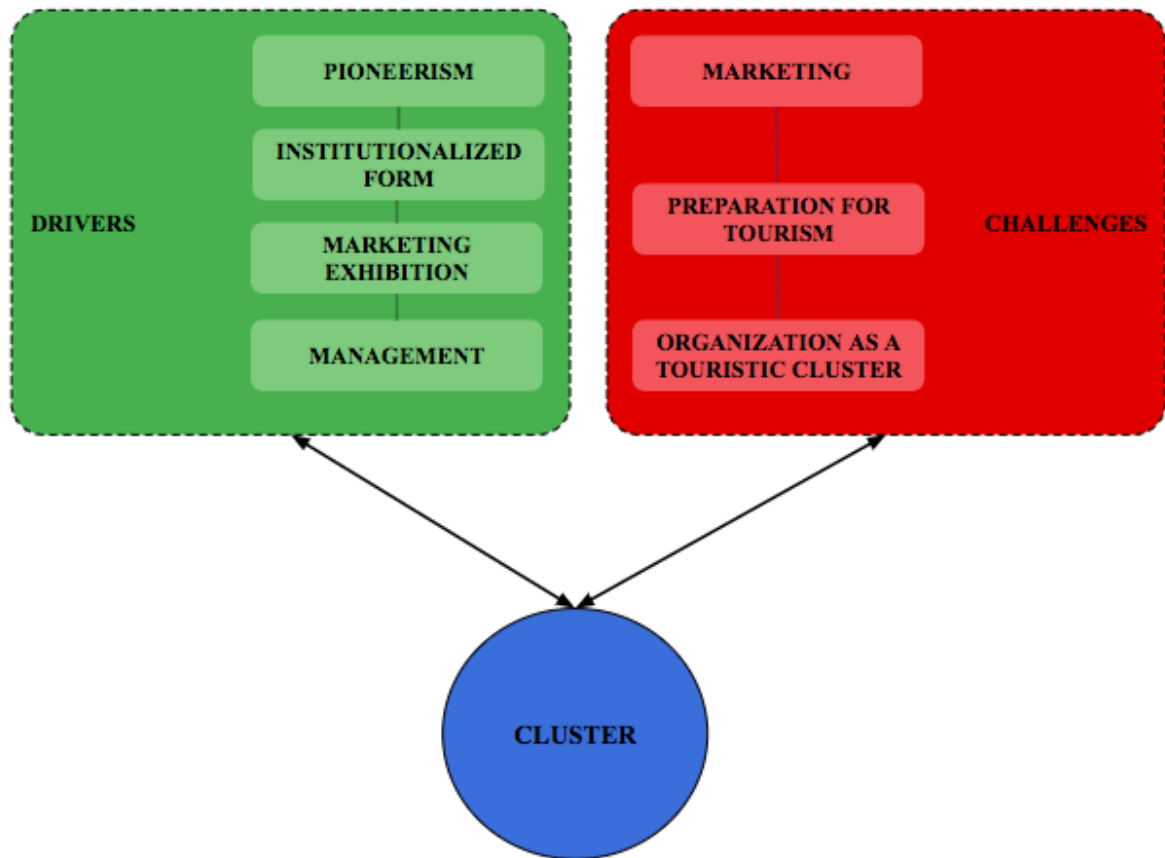 DRIVERS
PIONEERISM
INSTITUTIONALIZED
FORM
MARKETING
EXHIBITION
MANAGEMENT
MARKETING
PREPARATION FOR
TOURISM
ORGANIZATION AS A
TOURISTIC CLUSTER
CHALLENGES
CLUSTER